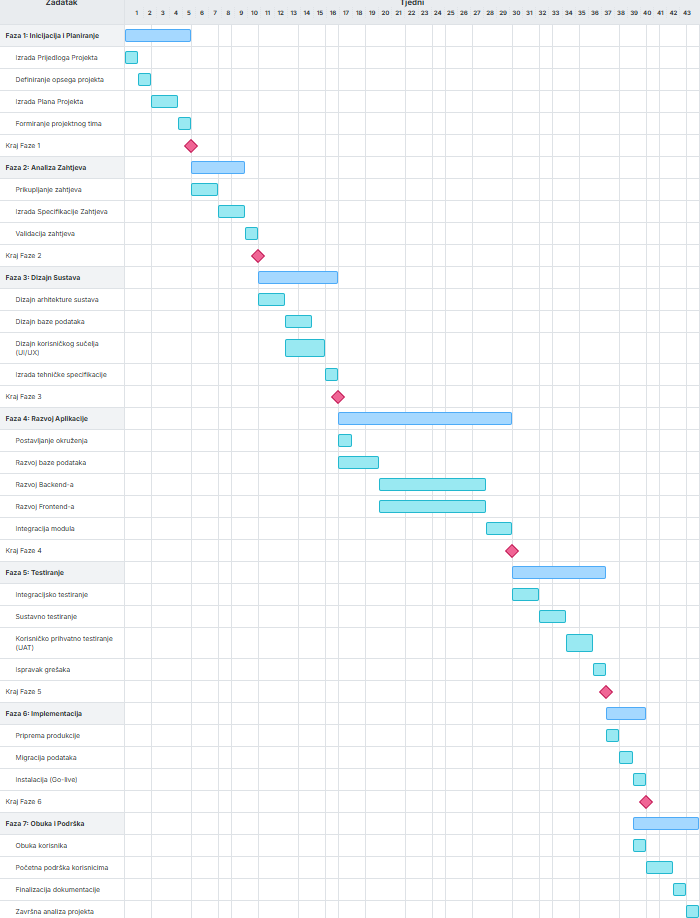 Zadatak Tjedni
1 2 3 4 5 6 7 8 9 10 11 12 13 14 15 16 17 18 19 20 21 22 23 24 25 26 27 28 29 30 31 32 33 34 35 36 37 38 39 40 41 42 43
Faza 1: Inicijacija i Planiranje
Izrada Prijedloga Projekta
Definiranje opsega projekta
Izrada Plana Projekta
Formiranje projektnog tima
Kraj Faze 1
Faza 2: Analiza Zahtjeva
Prikupljanje zahtjeva
Izrada Specifikacije Zahtjeva
Validacija zahtjeva
Kraj Faze 2
Faza 3: Dizajn Sustava
Dizajn arhitekture sustava
Dizajn baze podataka
Dizajn korisničkog sučelja
(UI/UX)
Izrada tehničke specifikacije
Kraj Faze 3
Faza 4: Razvoj Aplikacije
Postavljanje okruženja
Razvoj baze podataka
Razvoj Backend-a
Razvoj Frontend-a
Integracija modula
Kraj Faze 4
Faza 5: Testiranje
Integracijsko testiranje
Sustavno testiranje
Korisničko prihvatno testiranje
(UAT)
Ispravak grešaka
Kraj Faze 5
Faza 6: Implementacija
Priprema produkcije
Migracija podataka
Instalacija (Go-live)
Kraj Faze 6
Faza 7: Obuka i Podrška
Obuka korisnika
Početna podrška korisnicima
Finalizacija dokumentacije
Završna analiza projekta